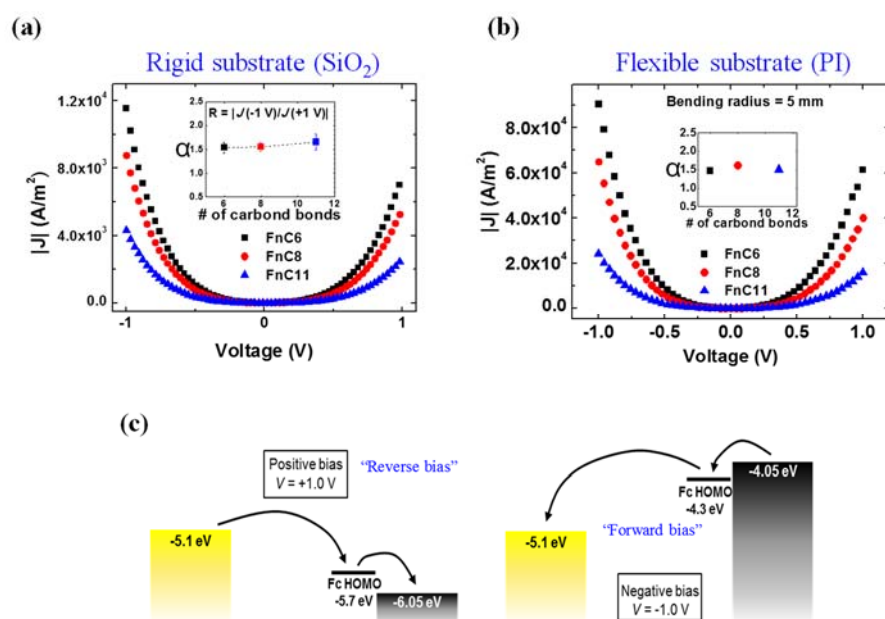 (a)
Rigid substrate (SiO2)
1.2x10^4
8.0x10^3
4.0x10^3
0.0
|J| (A/m²)
R = |J(-1 V)/J(+1 V)|
2.5
2.0
1.5
1.0
α
6 8 10 12
# of carbond bonds
FnC6
FnC8
FnC11
-1 0 1
Voltage (V)
(b)
Flexible substrate (PI)
Bending radius = 5 mm
8.0x10^4
6.0x10^4
4.0x10^4
2.0x10^4
0.0
|J| (A/m²)
2.5
2.0
1.5
1.0
α
6 8 10 12
# of carbond bonds
FnC6
FnC8
FnC11
-1.0 -0.5 0.0 0.5 1.0
Voltage (V)
(c)
Positive bias
V = +1.0 V
“Reverse bias”
-5.1 eV
Fc HOMO
-5.7 eV
-6.05 eV
-4.05 eV
Fc HOMO
-4.3 eV
“Forward bias”
-5.1 eV
Negative bias
V = -1.0 V